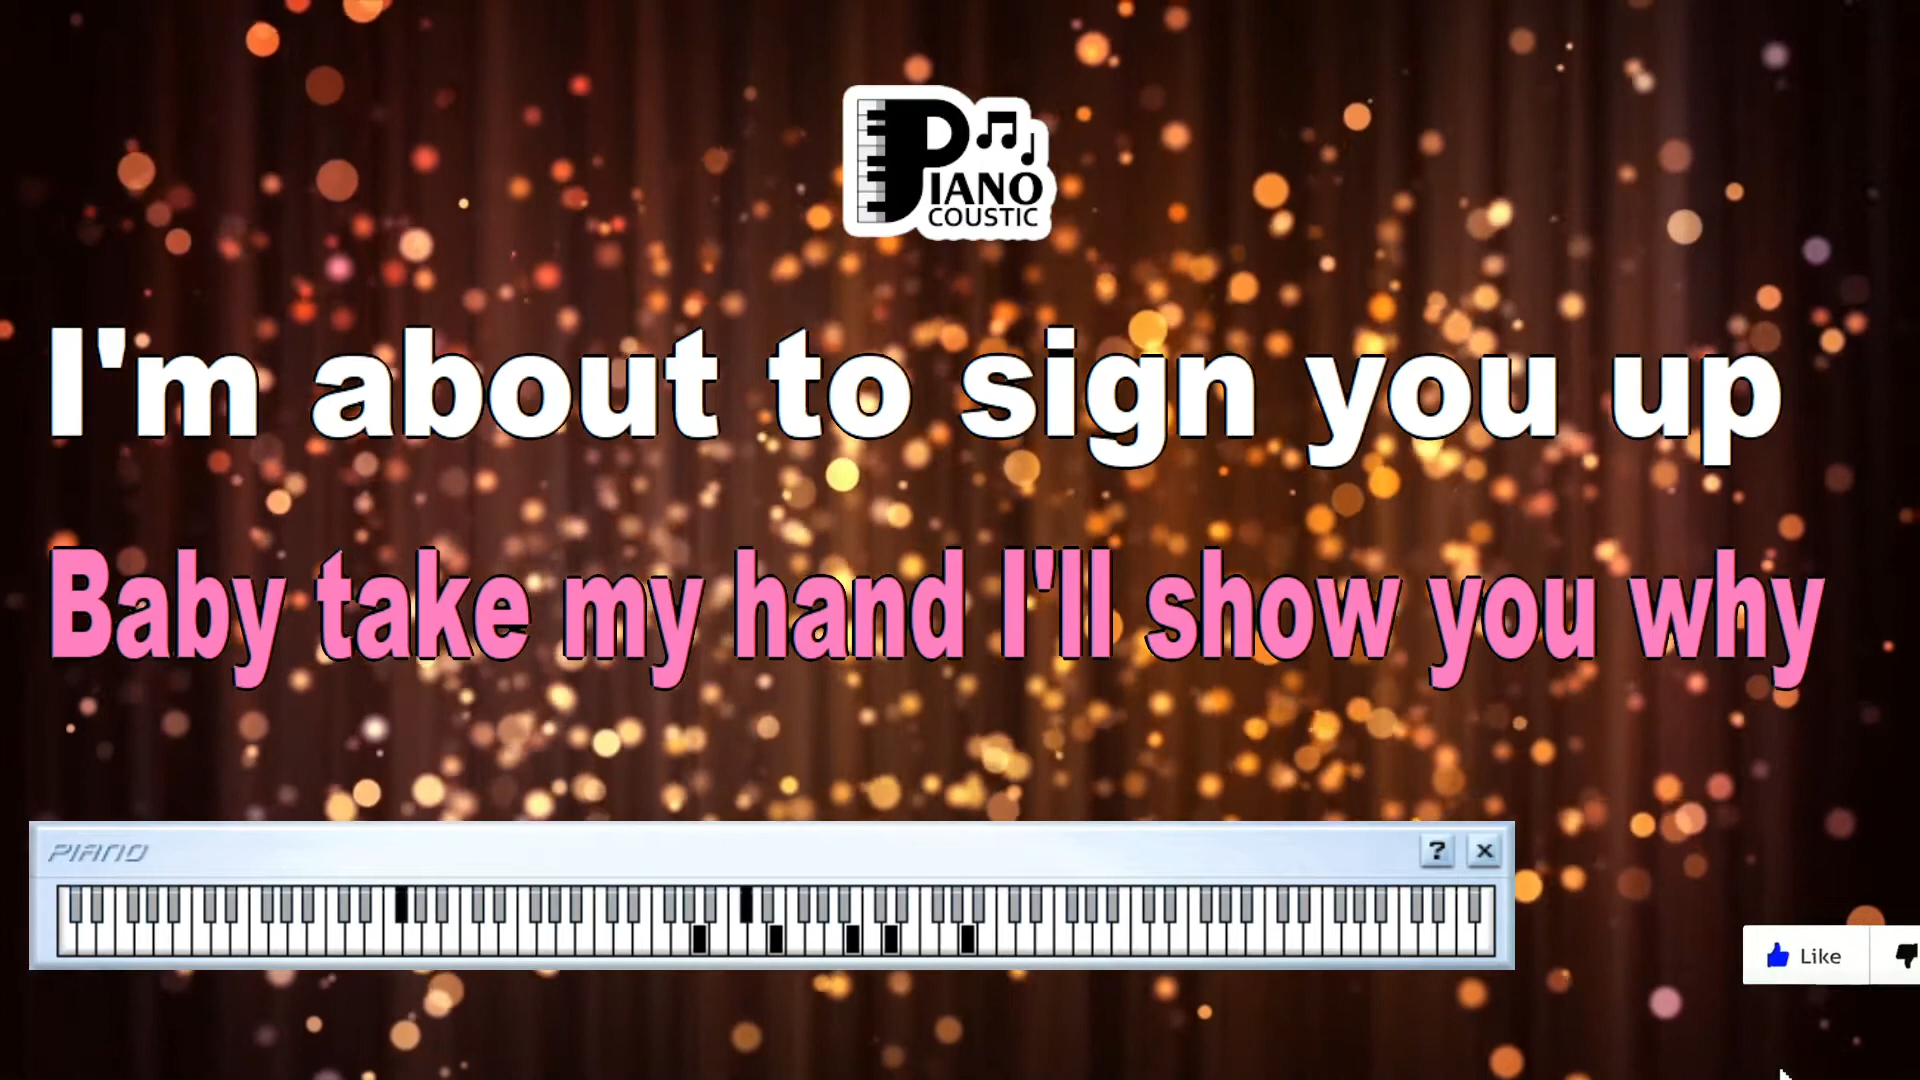 PIANO
COUSTIC
I'm about to sign you up
Baby take my hand I'll show you why
PIANO
?
x
Like